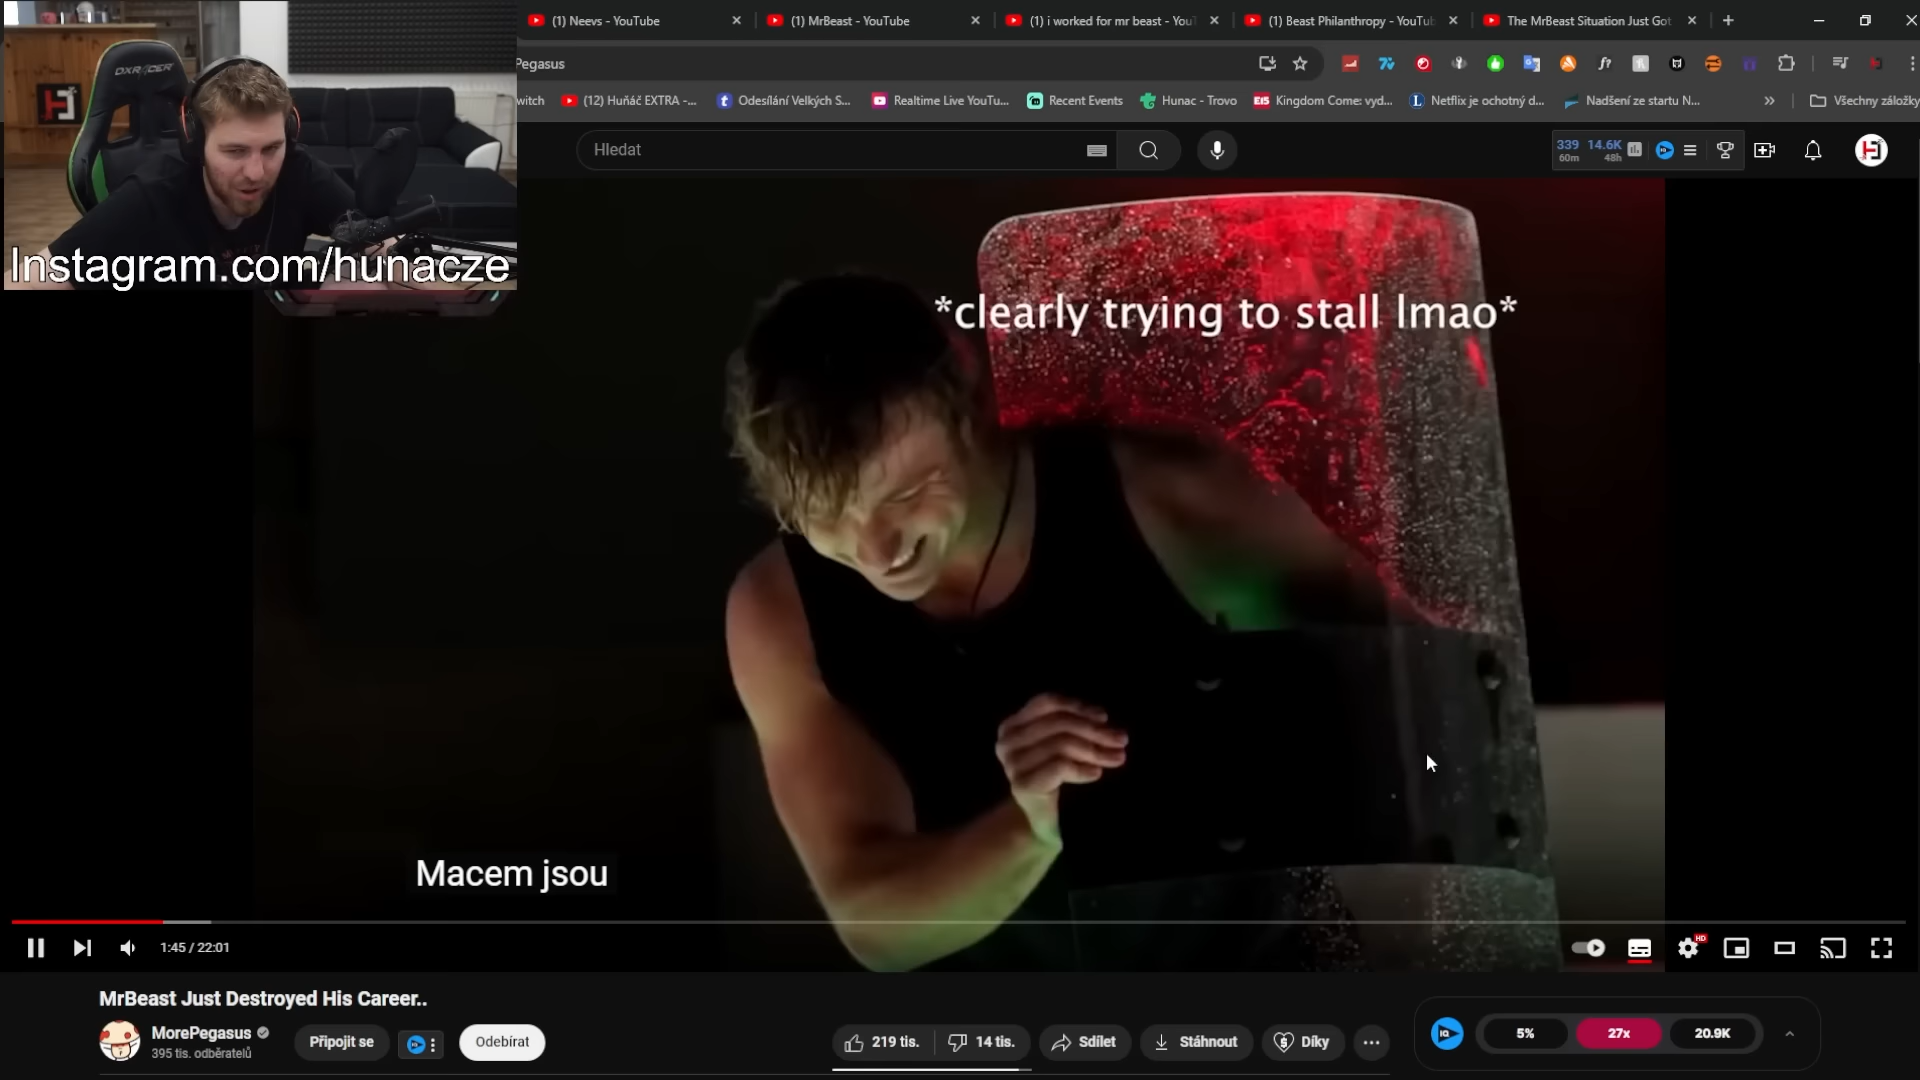 (1) Neevs - YouTube
(1) MrBeast - YouTube
(1) i worked for mr beast - You
(1) Beast Philanthropy - YouTub
The MrBeast Situation Just Got
Pegasus
witch
(12) Huňáč EXTRA -...
Odesílání Velkých S...
Realtime Live YouTu...
Recent Events
Hunac - Trovo
Kingdom Come: vyd...
Netflix je ochotný d...
Nadšení ze startu N...
»
Všechny záložky
DXRACER
Hledat
339 14.6K
60m 48h
Instagram.com/hunacze
*clearly trying to stall lmao*
Macem jsou
1:45 / 22:01
HD
MrBeast Just Destroyed His Career..
MorePegasus
395 tis. odběratelů
Připojit se
Odebírat
219 tis.
14 tis.
Sdílet
Stáhnout
Díky
5%
27x
20.9K